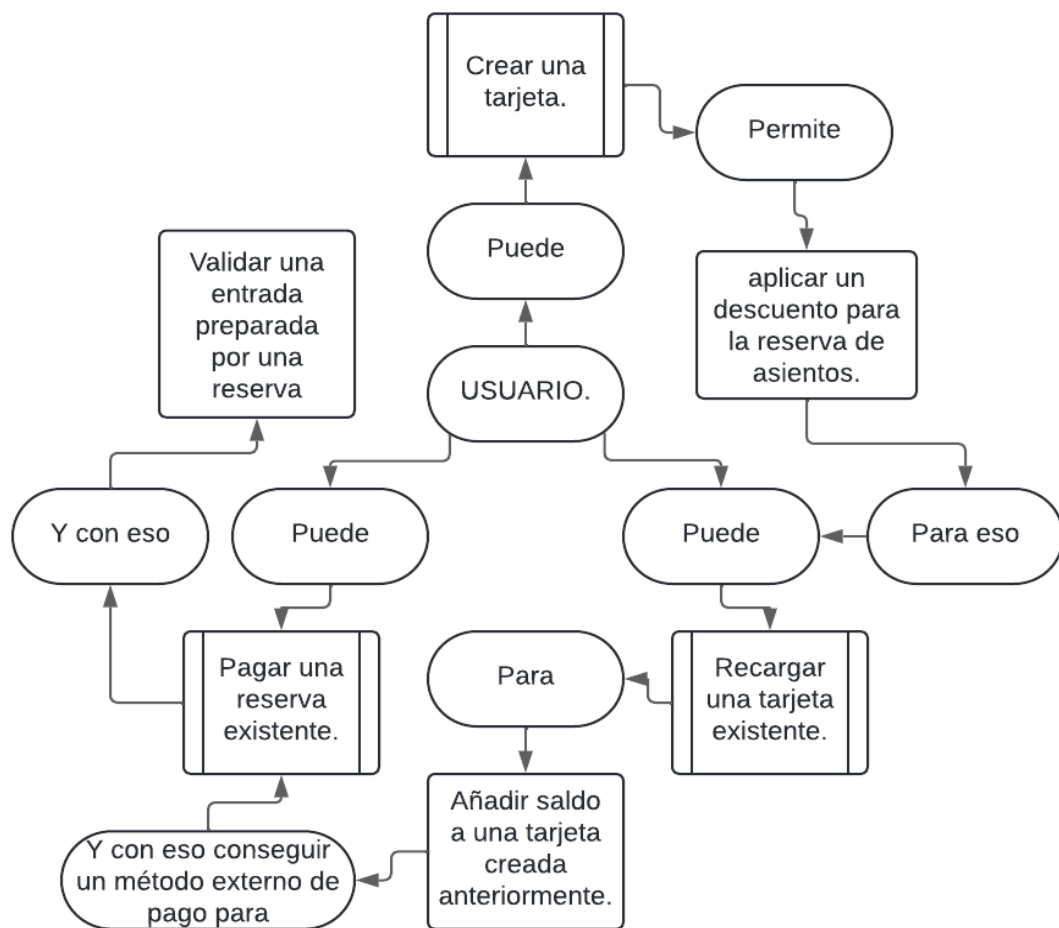 Crear una
tarjeta.
Permite
Puede
Validar una
entrada
preparada
por una
reserva
aplicar un
descuento para
la reserva de
asientos.
USUARIO.
Y con eso
Puede
Puede
Para eso
Pagar una
reserva
existente.
Para
Recargar
una tarjeta
existente.
Y con eso conseguir
un método externo de
pago para
Añadir saldo
a una tarjeta
creada
anteriormente.